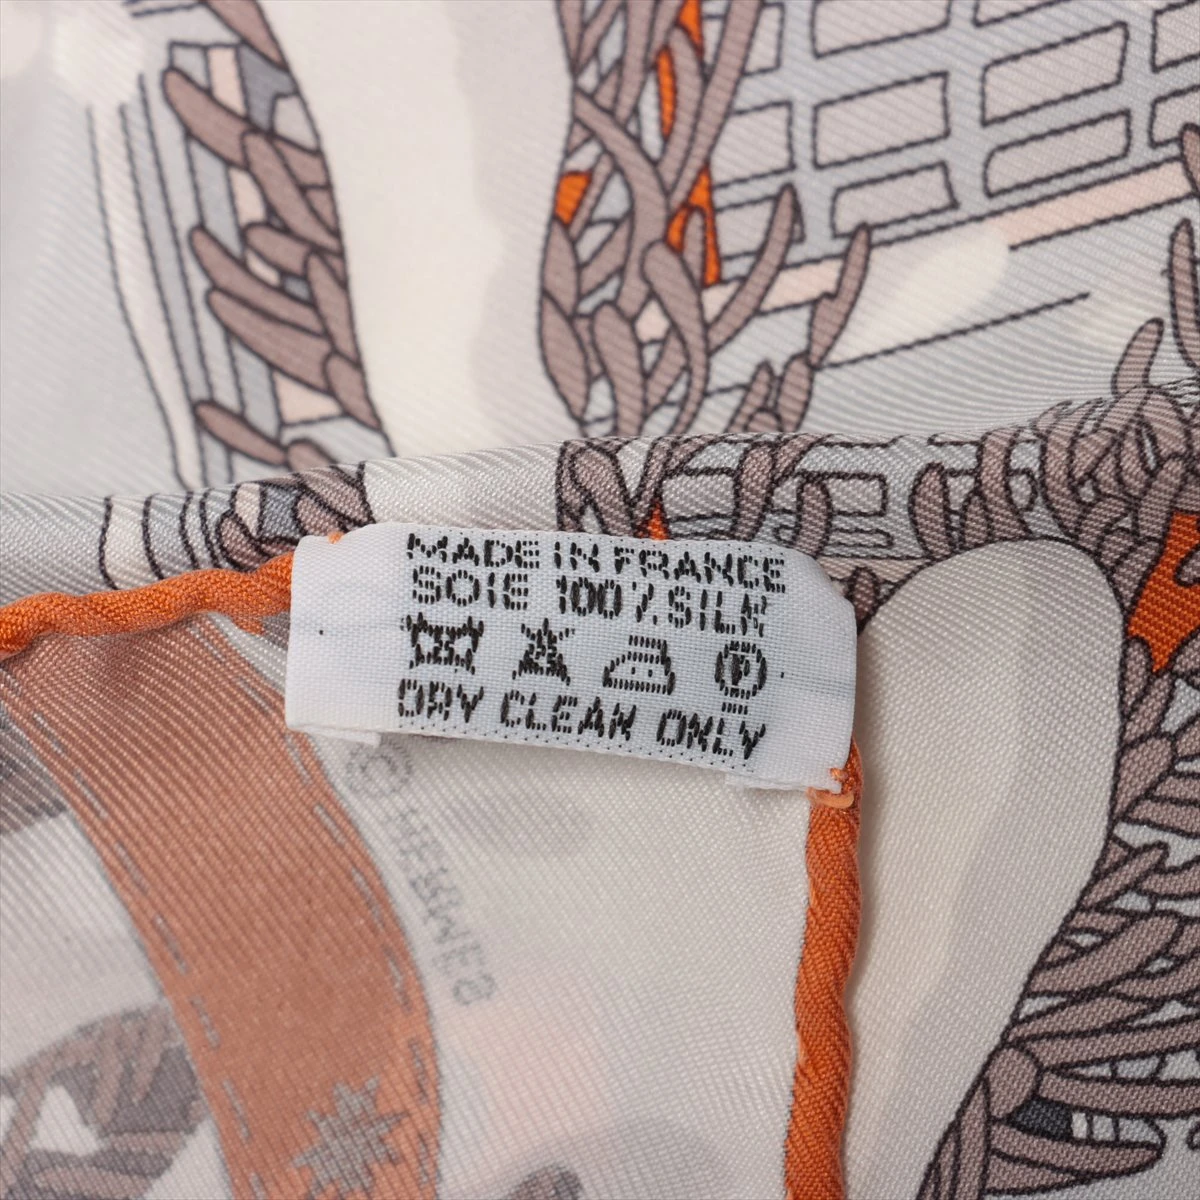 MADE IN FRANCE
SOIE 100% SILK
P
DRY CLEAN ONLY
© HERMES